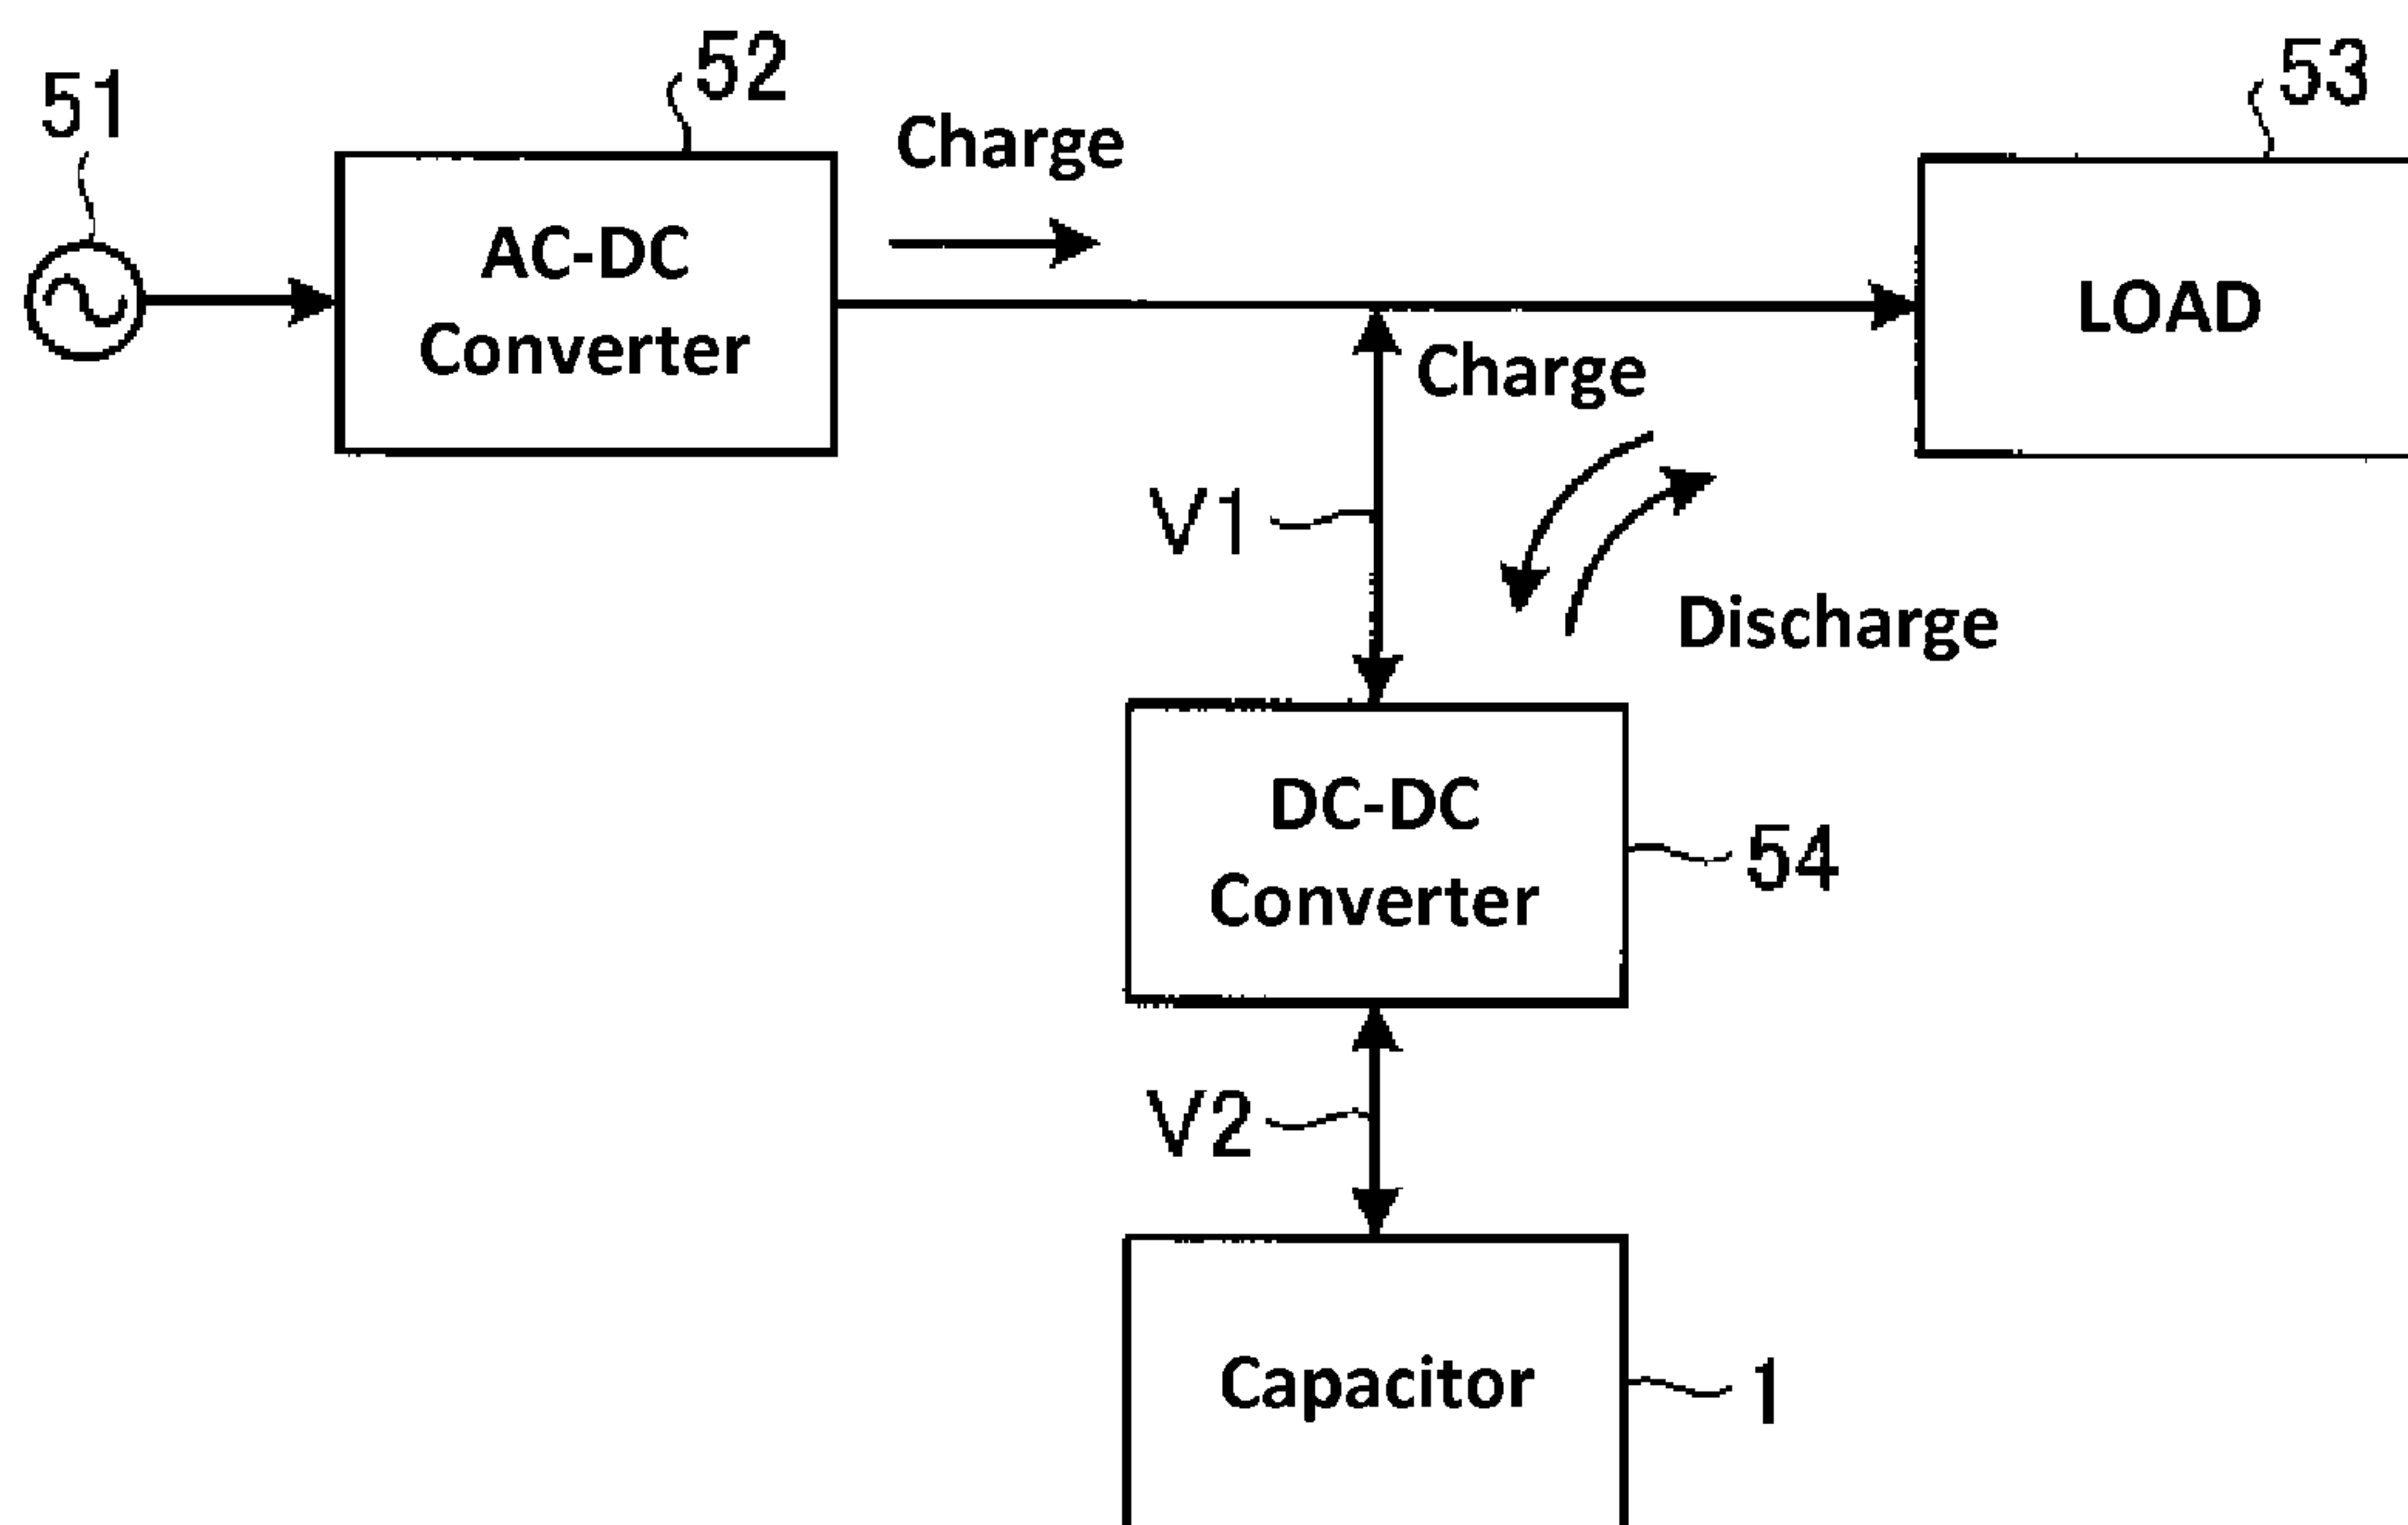 51
52
53
Charge
AC-DC
Converter
LOAD
Charge
V1
Discharge
DC-DC
Converter
54
V2
Capacitor
1